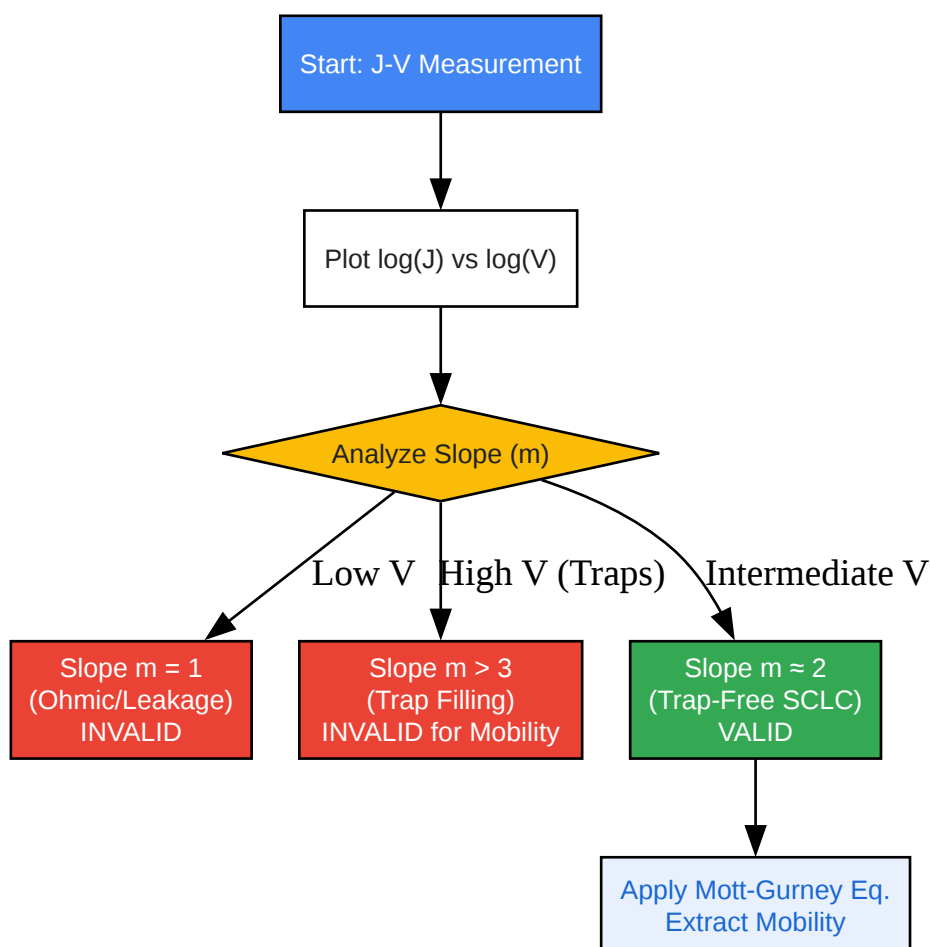 Start: J-V Measurement
Plot log(J) vs log(V)
Analyze Slope (m)
Low V
High V (Traps)
Intermediate V
Slope m = 1
(Ohmic/Leakage)
INVALID
Slope m > 3
(Trap Filling)
INVALID for Mobility
Slope m ≈ 2
(Trap-Free SCLC)
VALID
Apply Mott-Gurney Eq.
Extract Mobility